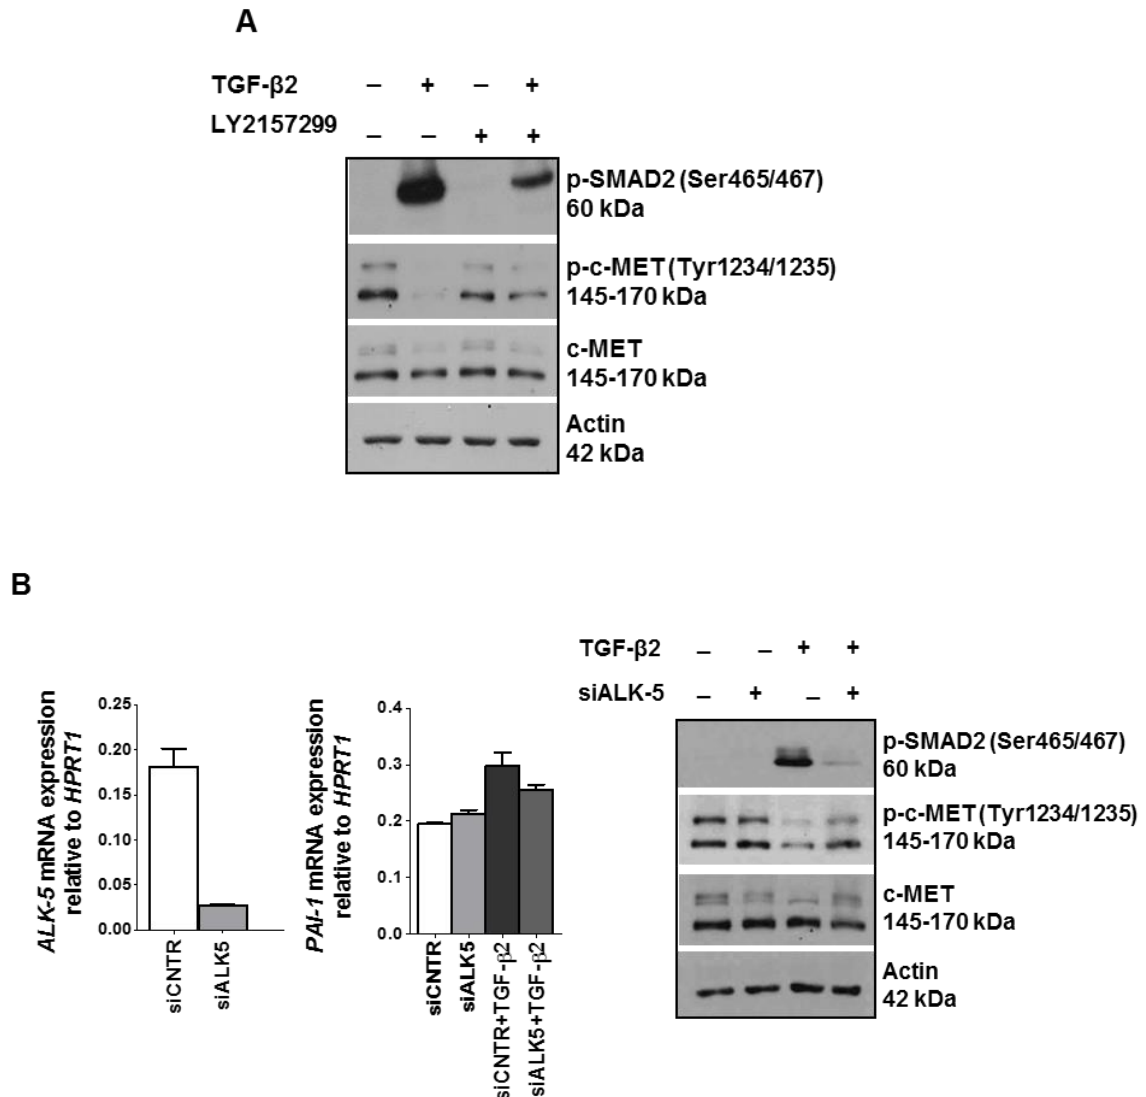 A
TGF-β2 – + – +
LY2157299 – – + +
p-SMAD2 (Ser465/467)
60 kDa
p-c-MET (Tyr1234/1235)
145-170 kDa
c-MET
145-170 kDa
Actin
42 kDa
B
ALK-5 mRNA expression
relative to HPRT1
0.25
0.20
0.15
0.10
0.05
0.00
siCNTR
siALK5
PAI-1 mRNA expression
relative to HPRT1
0.4
0.3
0.2
0.1
0.0
siCNTR
siALK5
siCNTR+TGF-β2
siALK5+TGF-β2
TGF-β2 – – + +
siALK-5 – + – +
p-SMAD2 (Ser465/467)
60 kDa
p-c-MET (Tyr1234/1235)
145-170 kDa
c-MET
145-170 kDa
Actin
42 kDa